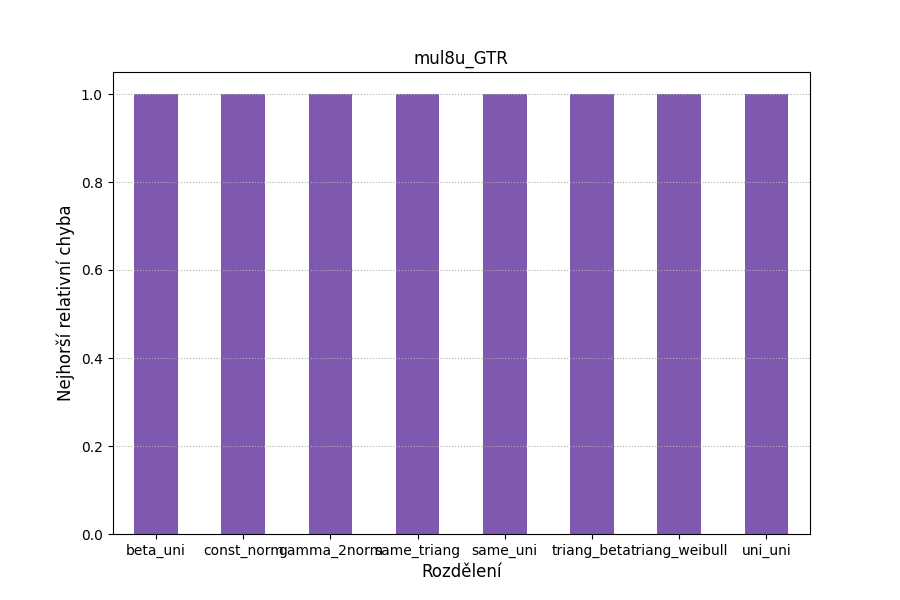 mul8u_GTR
Nejhorší relativní chyba
1.0
0.8
0.6
0.4
0.2
0.0
beta_uni const_norm gamma_2norm same_triang same_uni triang_beta triang_weibull uni_uni
Rozdělení